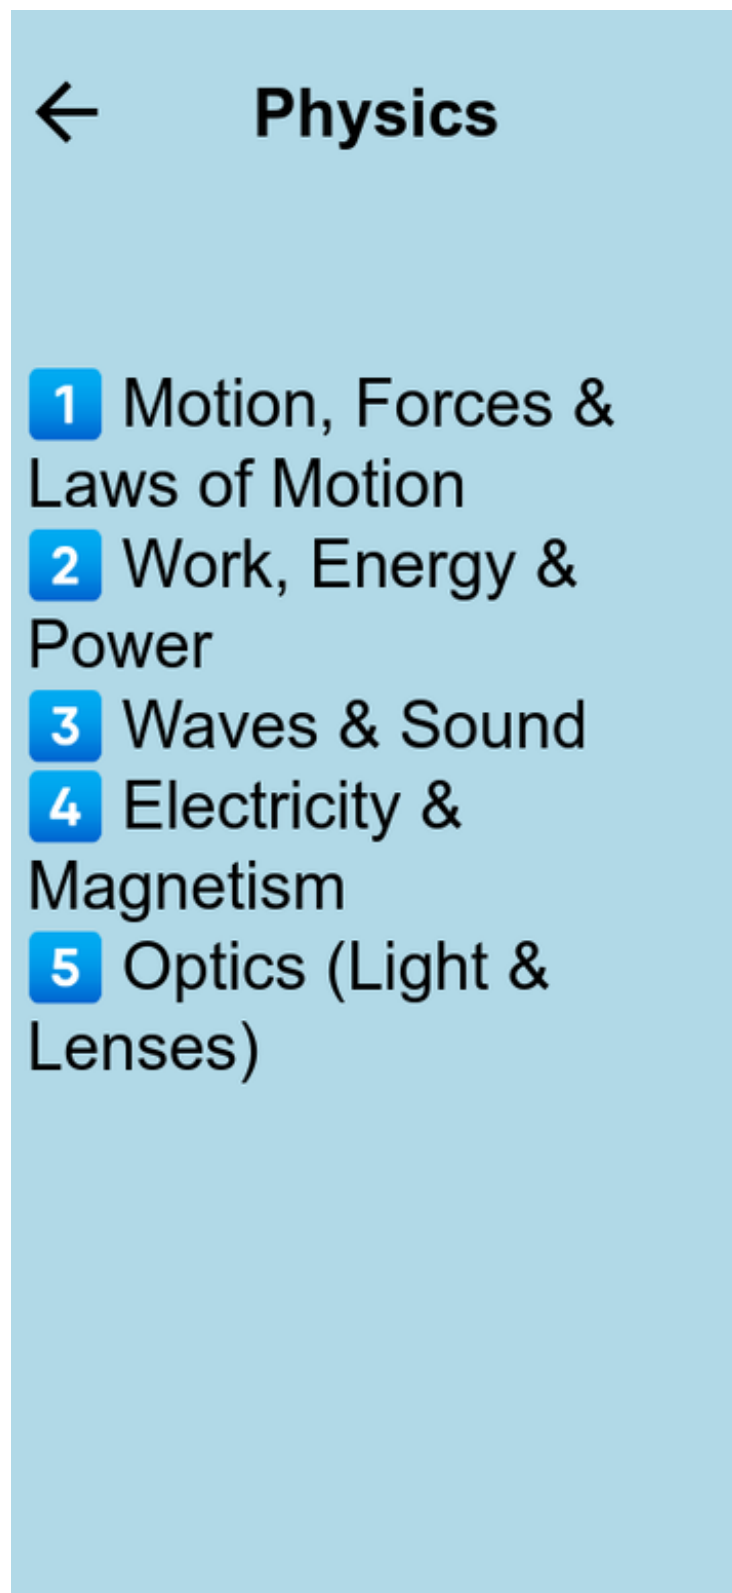 Physics
1️⃣ Motion, Forces &
Laws of Motion
2️⃣ Work, Energy &
Power
3️⃣ Waves & Sound
4️⃣ Electricity &
Magnetism
5️⃣ Optics (Light &
Lenses)